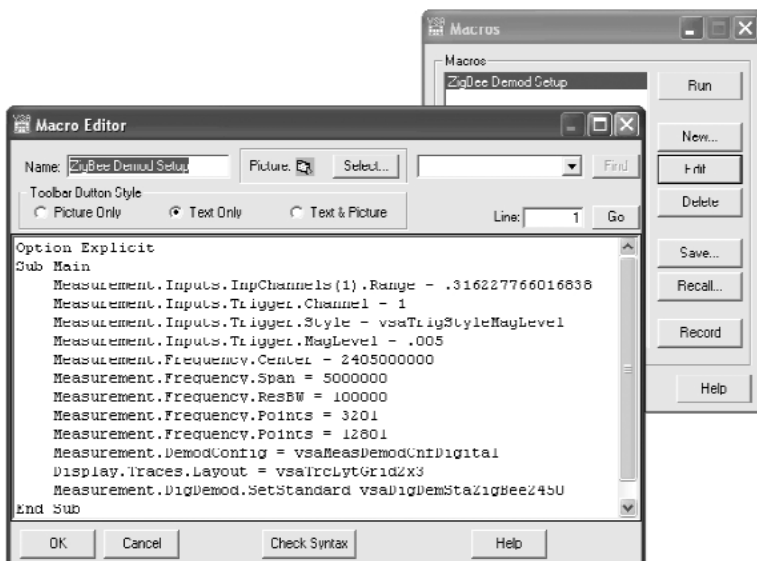 VSA Macros
Macros
ZigBee Demod Setup
Run
New...
Edit
Delete
Save...
Recall...
Record
Help
VSA Macro Editor
Name: ZigBee Demod Setup Picture: Select... Find
Toolbar Button Style
Picture Only Text Only Text & Picture Line: 1 Go
Option Explicit
Sub Main
Measurement.Inputs.InpChannels(1).Range = .316227766016838
Measurement.Inputs.Trigger.Channel = 1
Measurement.Inputs.Trigger.Style = vsaTrigStyleMagLevel
Measurement.Inputs.Trigger.MagLevel = .005
Measurement.Frequency.Center = 2405000000
Measurement.Frequency.Span = 5000000
Measurement.Frequency.ResBW = 100000
Measurement.Frequency.Points = 3201
Measurement.Frequency.Points = 12801
Measurement.DemodConfig = vsaMeasDemodCnfDigital
Display.Traces.Layout = vsaTrcLytGrid2x3
Measurement.DigDemod.SetStandard vsaDigDemStaZigBee2450
End Sub
OK Cancel Check Syntax Help